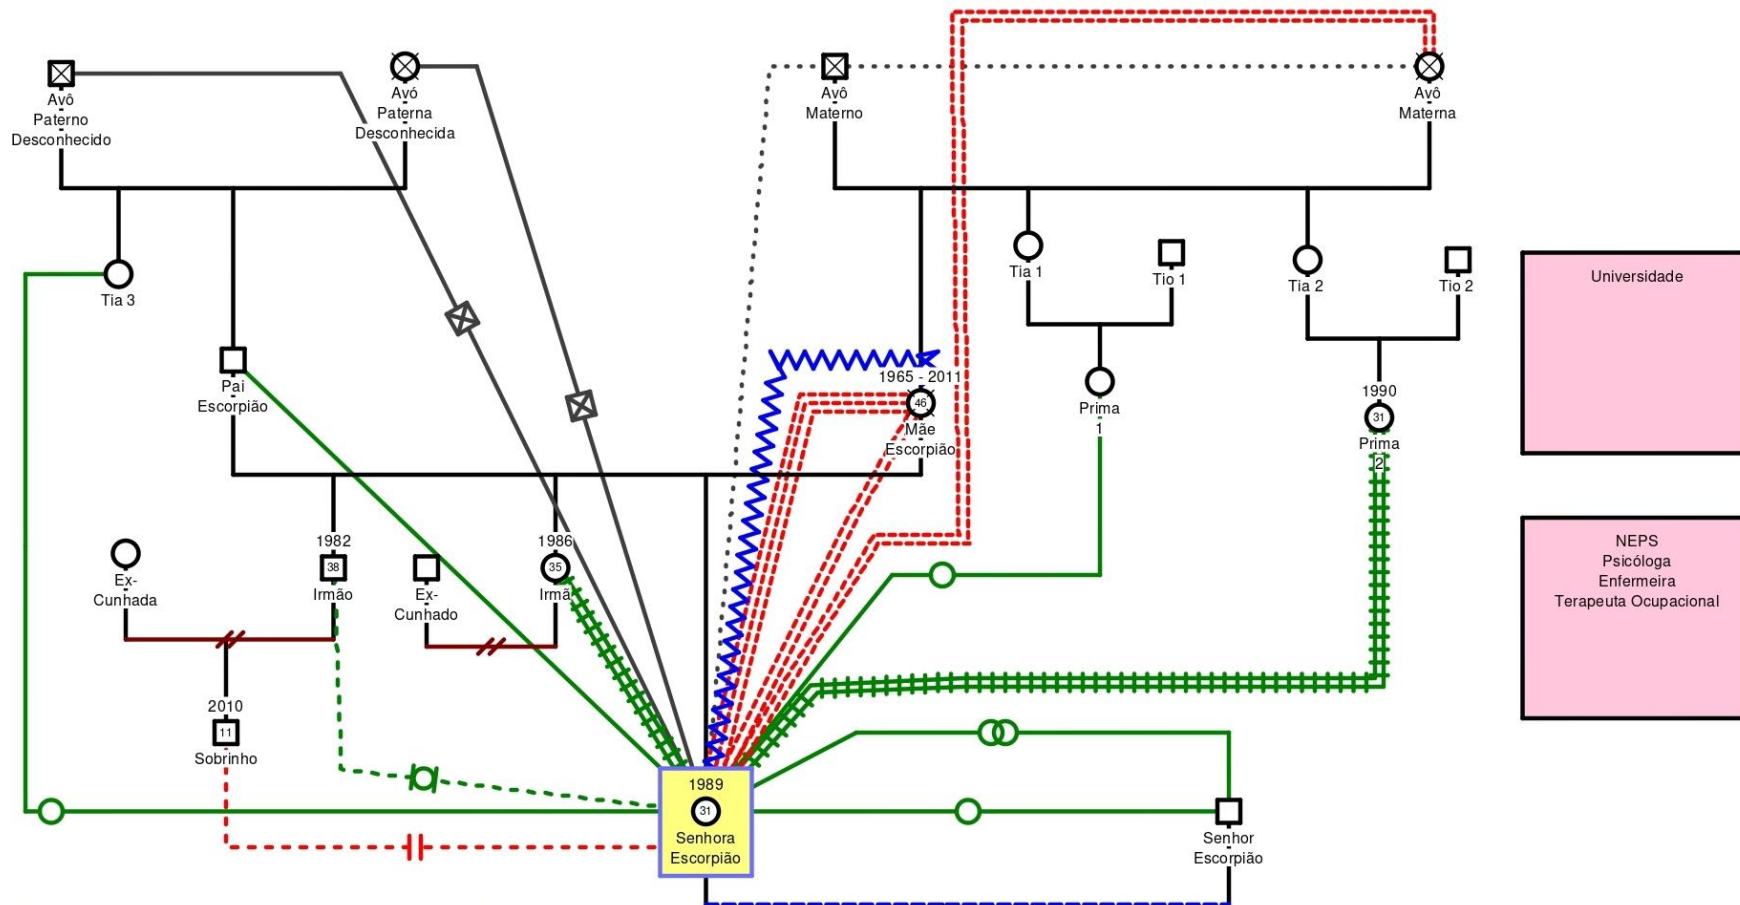 Avô
Paterno
Desconhecido
Avó
Paterna
Desconhecida
Avô
Materno
Avô
Materna
Tia 3
Tia 1
Tio 1
Tia 2
Tio 2
Universidade
Pai
Escorpião
1965 - 2011
46
Mãe
Escorpião
Prima
1
1990
31
Prima
2
Ex-
Cunhada
1982
38
Irmão
Ex-
Cunhado
1986
35
Irmã
NEPS
Psicóloga
Enfermeira
Terapeuta Ocupacional
2010
11
Sobrinho
1989
31
Senhora
Escorpião
Senhor
Escorpião